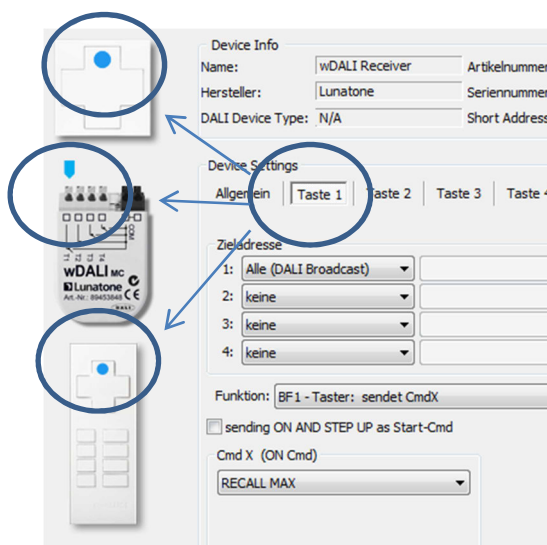 Device Info
Name: wDALI Receiver Artikelnummer
Hersteller: Lunatone Seriennummer
DALI Device Type: N/A Short Address
Device Settings
Allgemein Taste 1 Taste 2 Taste 3 Taste 4
Zieladresse
1: Alle (DALI Broadcast)
2: keine
3: keine
4: keine
Funktion: BF1 - Taster: sendet CmdX
sending ON AND STEP UP as Start-Cmd
Cmd X (ON Cmd)
RECALL MAX
wDALI MC
Lunatone
Art.-Nr.: 89453848 CE
DALI